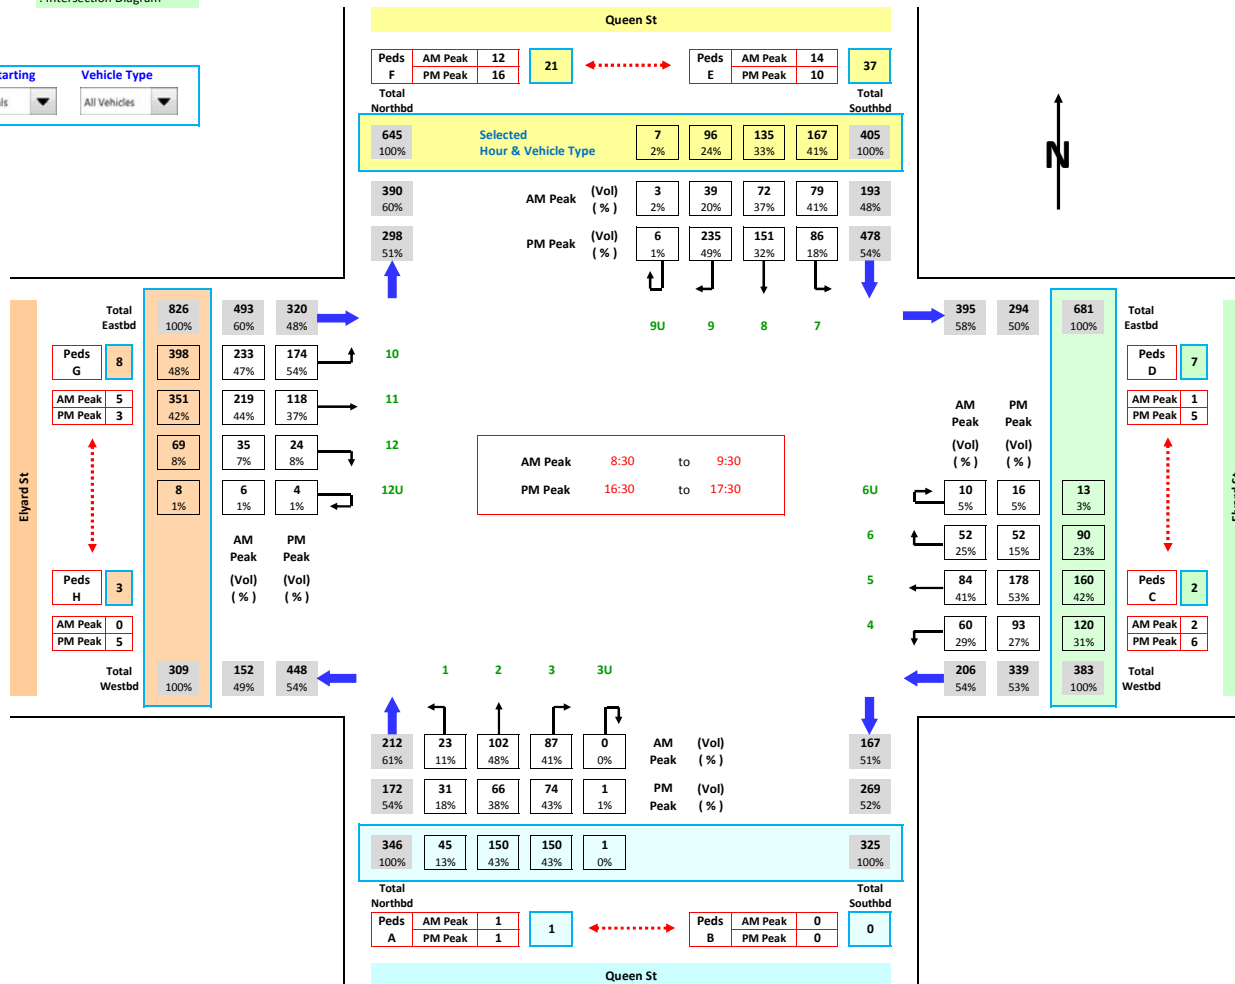 : Intersection Diagram
Queen St
Peds AM Peak 12 21 Peds AM Peak 14 37
F PM Peak 16 E PM Peak 10
Total Total
Northbd Southbd
645 Selected 7 96 135 167 405
100% Hour & Vehicle Type 2% 24% 33% 41% 100%
arting Vehicle Type
ls All Vehicles
N
390 AM Peak (Vol) 3 39 72 79 193
60% ( % ) 2% 20% 37% 41% 48%
298 PM Peak (Vol) 6 235 151 86 478
51% ( % ) 1% 49% 32% 18% 54%
Total 826 493 320 395 294 681 Total
Eastbd 100% 60% 48% 58% 50% 100% Eastbd
9U 9 8 7
Peds 8 398 233 174 10 Peds 7
G 48% 47% 54% D
AM Peak 5 351 219 118 11 AM PM AM Peak 1
PM Peak 3 42% 44% 37% Peak Peak PM Peak 5
69 35 24 12 (Vol) (Vol)
8% 7% 8% ( % ) ( % )
AM Peak 8:30 to 9:30
PM Peak 16:30 to 17:30
8 6 4 12U 6U 10 16 13
1% 1% 1% 5% 5% 3%
Elyard St
Elyard St
AM PM 6 52 52 90
Peak Peak 25% 15% 23%
Peds 3 (Vol) (Vol) 5 84 178 160 Peds 2
H ( % ) ( % ) 41% 53% 42% C
AM Peak 0 4 60 93 120 AM Peak 2
PM Peak 5 29% 27% 31% PM Peak 6
Total 309 152 448 1 2 3 3U 206 339 383 Total
Westbd 100% 49% 54% 54% 53% 100% Westbd
212 23 102 87 0 AM (Vol) 167
61% 11% 48% 41% 0% Peak ( % ) 51%
172 31 66 74 1 PM (Vol) 269
54% 18% 38% 43% 1% Peak ( % ) 52%
346 45 150 150 1 325
100% 13% 43% 43% 0% 100%
Total Total
Northbd Southbd
Peds AM Peak 1 1 Peds AM Peak 0 0
A PM Peak 1 B PM Peak 0
Queen St